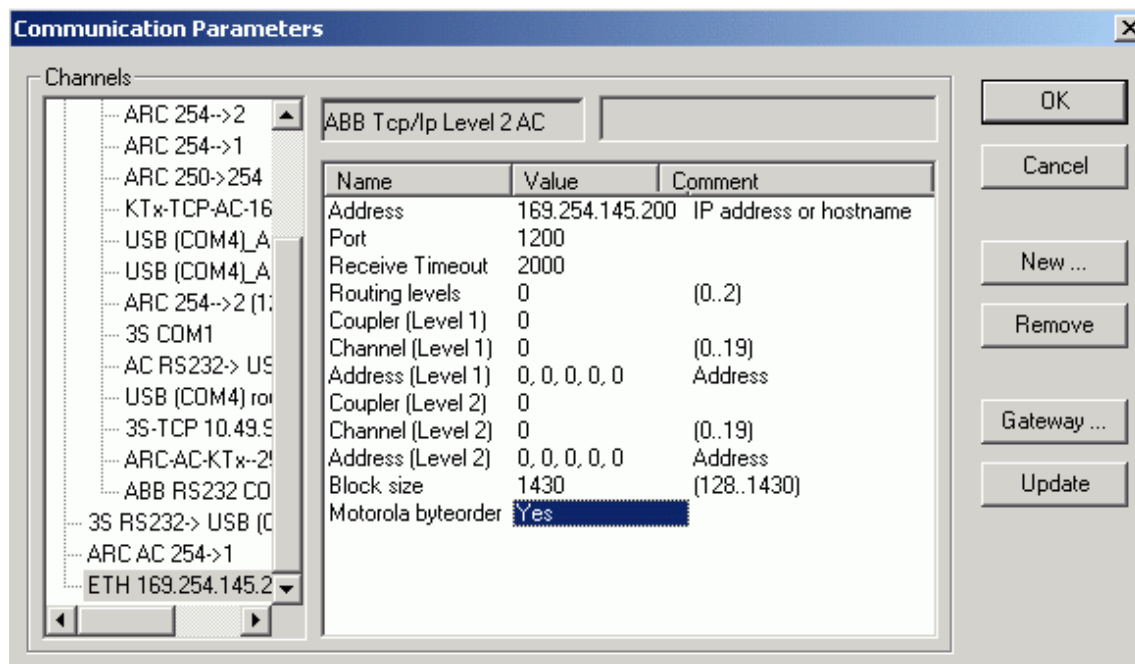 Communication Parameters
Channels
ARC 254-->2
ARC 254-->1
ARC 250->254
KTx-TCP-AC-16
USB (COM4)_A
USB (COM4)_A
ARC 254-->2 (1
3S COM1
AC RS232-> US
USB (COM4) rou
3S-TCP 10.49.9
ARC-AC-KTx--25
ABB RS232 CO
3S RS232-> USB (C
ARC AC 254->1
ETH 169.254.145.2
ABB Tcp/Ip Level 2 AC
Name Value Comment
Address 169.254.145.200 IP address or hostname
Port 1200
Receive Timeout 2000
Routing levels 0 (0..2)
Coupler (Level 1) 0
Channel (Level 1) 0 (0..19)
Address (Level 1) 0, 0, 0, 0, 0 Address
Coupler (Level 2) 0
Channel (Level 2) 0 (0..19)
Address (Level 2) 0, 0, 0, 0, 0 Address
Block size 1430 (128..1430)
Motorola byteorder Yes
OK
Cancel
New ...
Remove
Gateway ...
Update